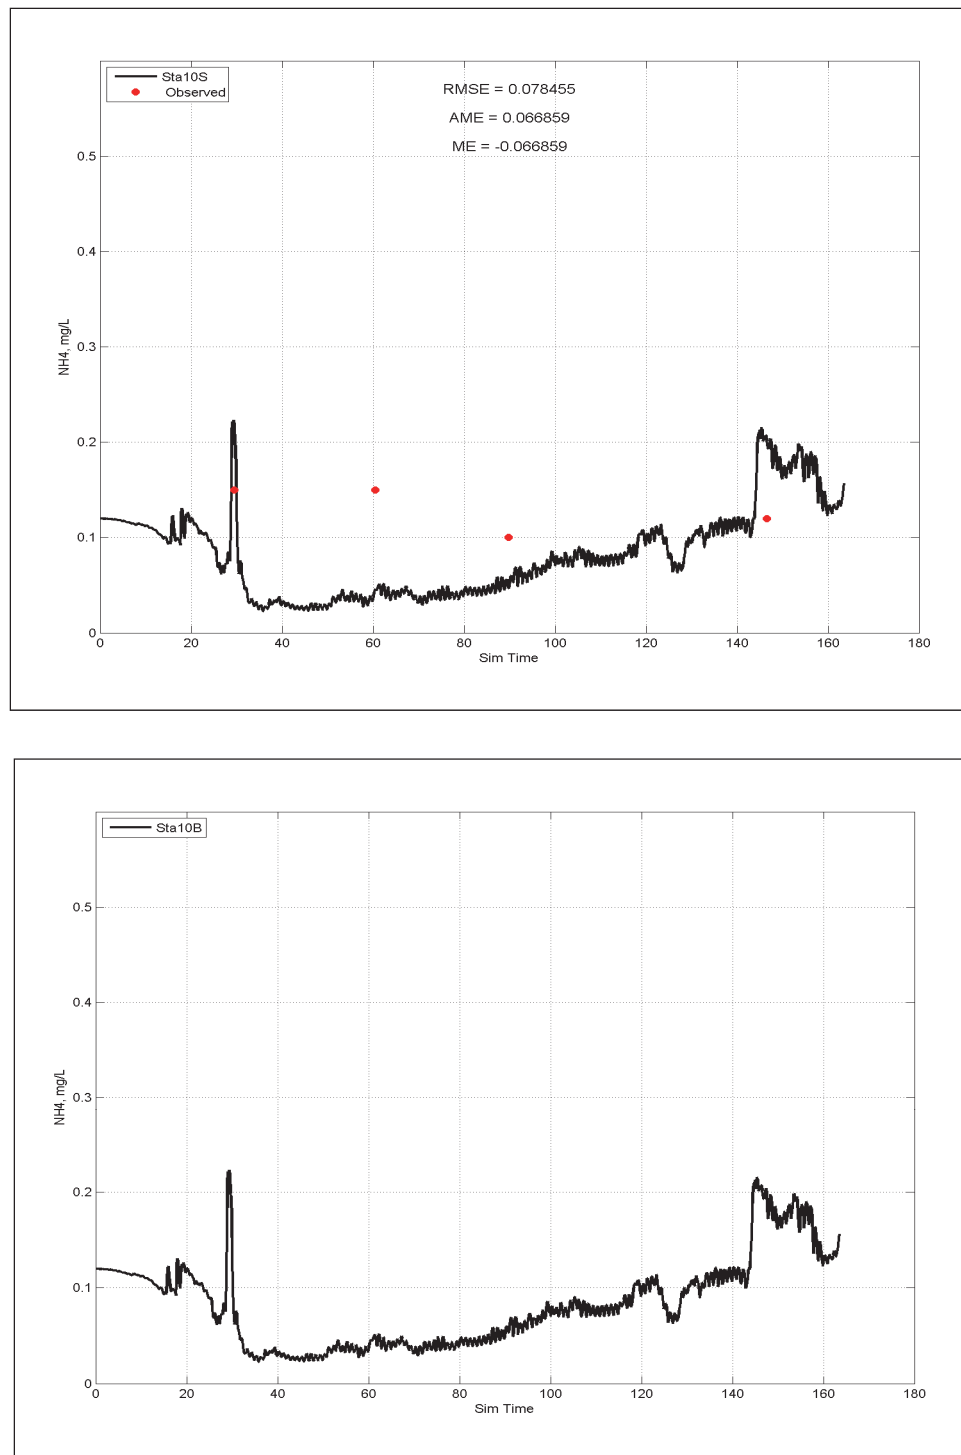 Sta10S
Observed
RMSE = 0.078455
AME = 0.066859
ME = -0.066859
NH4, mg/L
0.5
0.4
0.3
0.2
0.1
0
0 20 40 60 80 100 120 140 160 180
Sim Time
Sta10B
NH4, mg/L
0.5
0.4
0.3
0.2
0.1
0
0 20 40 60 80 100 120 140 160 180
Sim Time